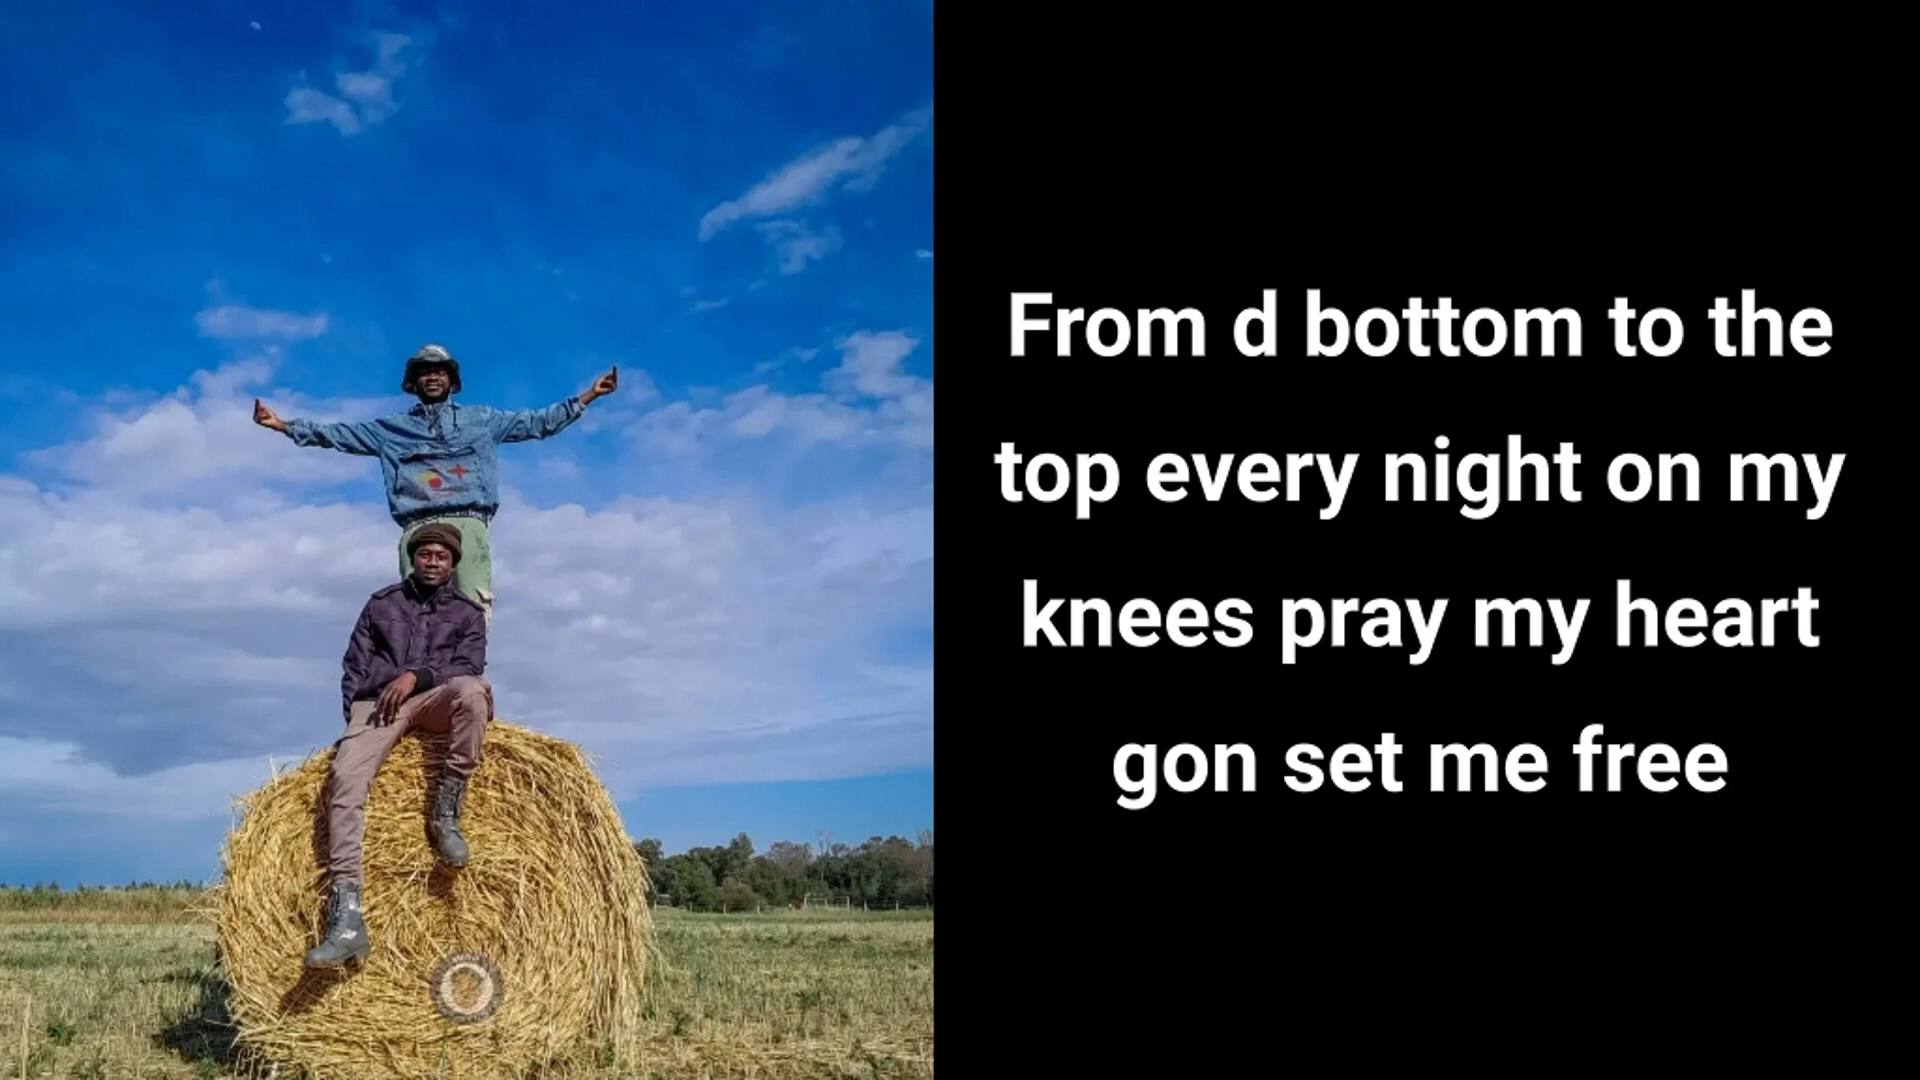 From d bottom to the
top every night on my
knees pray my heart
gon set me free